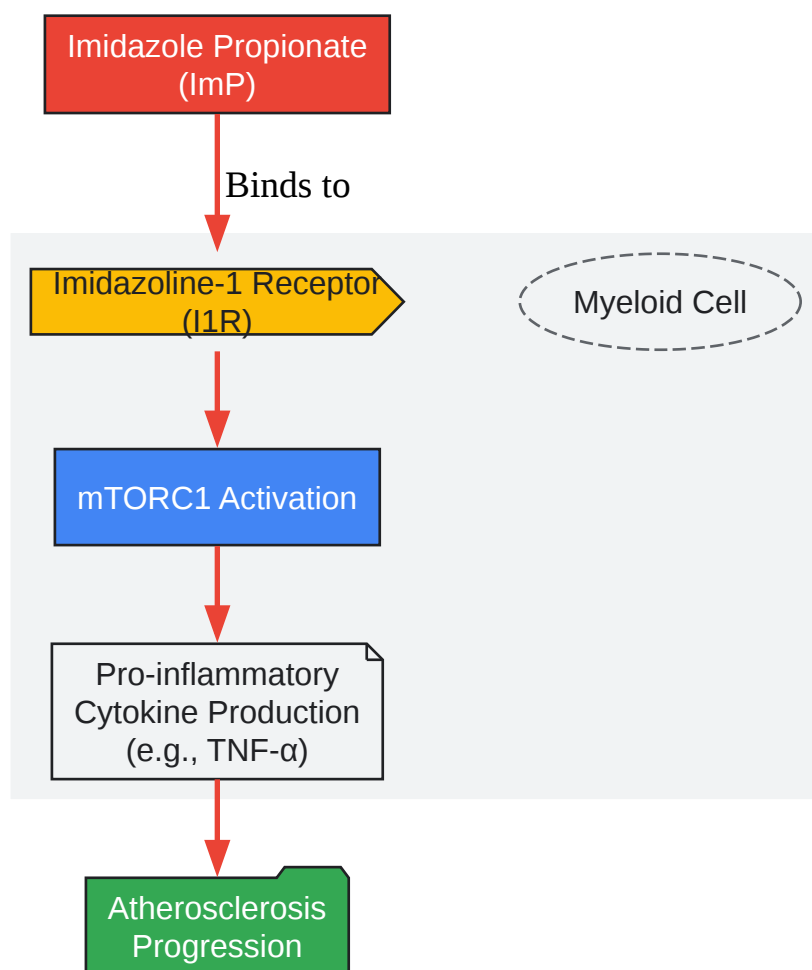 Imidazole Propionate
(ImP)
Binds to
Imidazoline-1 Receptor
(I1R)
Myeloid Cell
mTORC1 Activation
Pro-inflammatory
Cytokine Production
(e.g., TNF-α)
Atherosclerosis
Progression